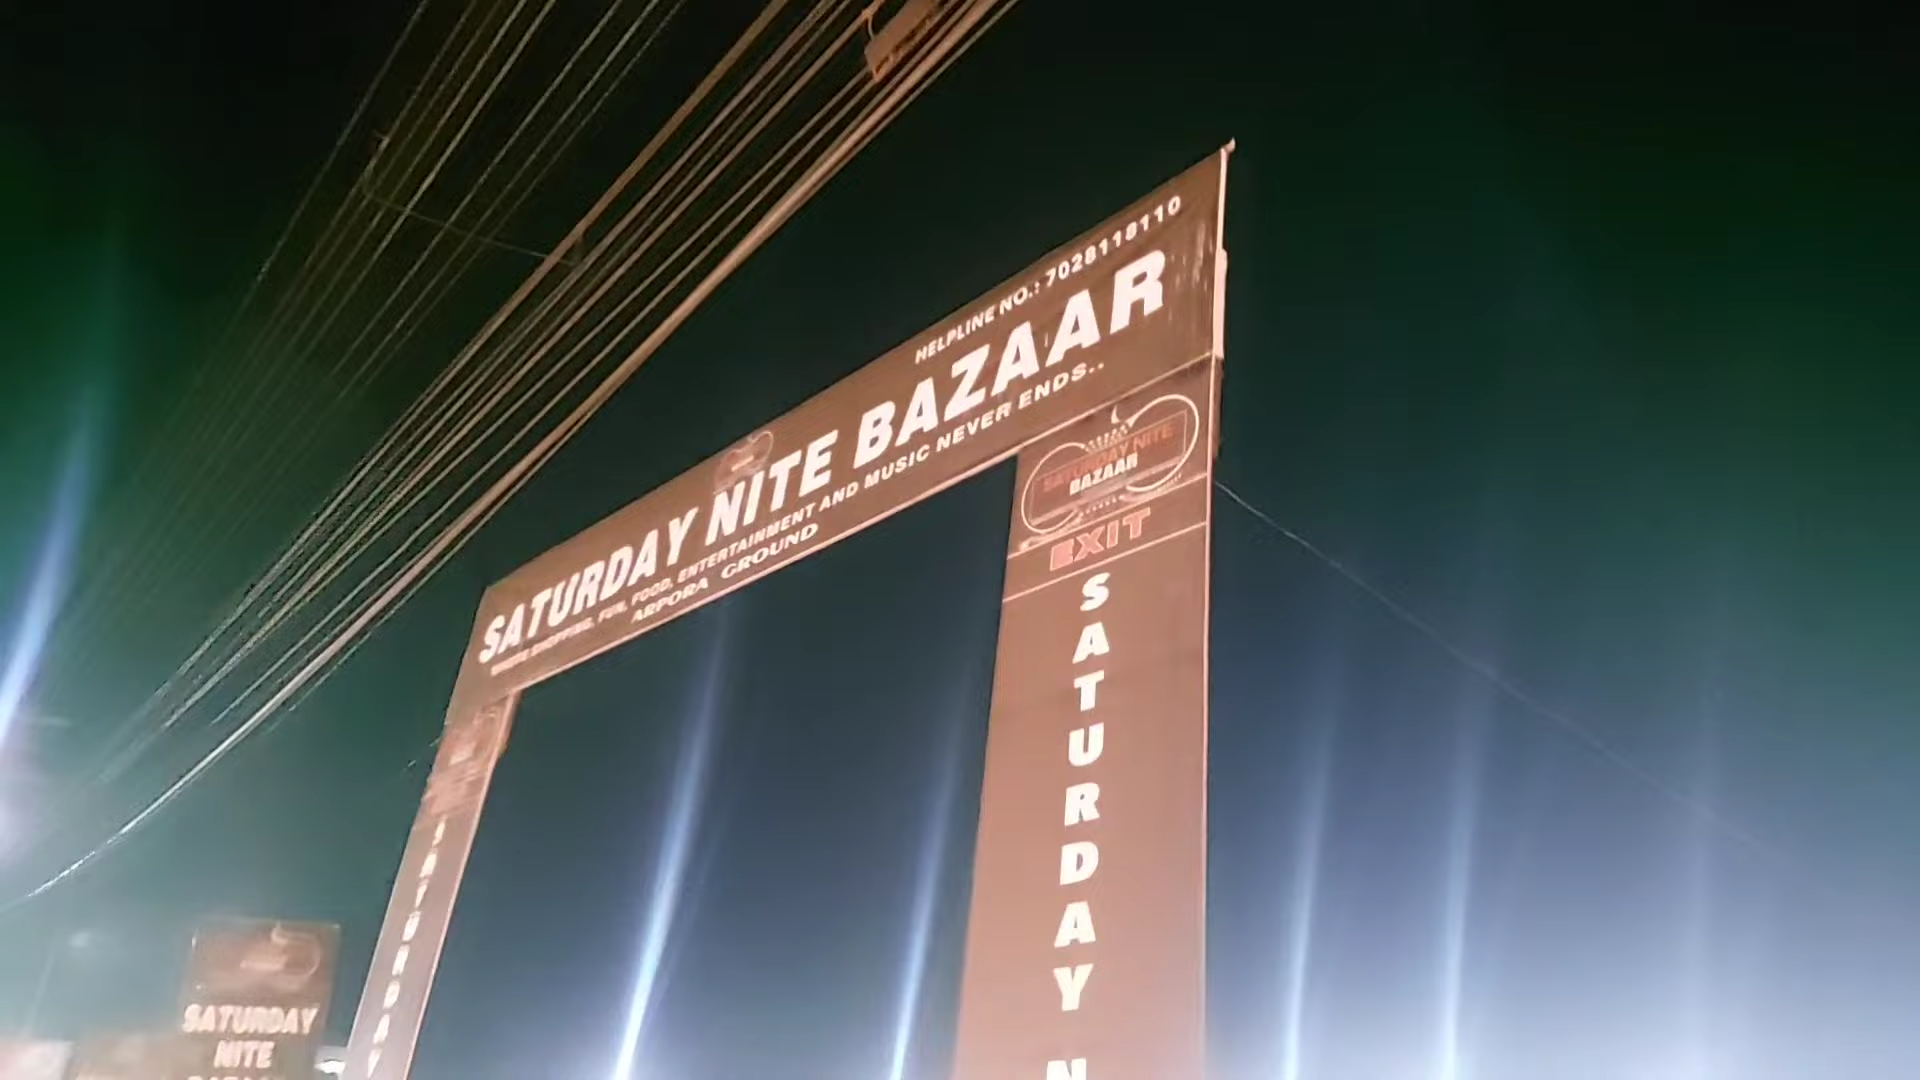 HELPLINE NO.: 7028118110
SATURDAY NITE BAZAAR
WHERE SHOPPING, FUN, FOOD, ENTERTAINMENT AND MUSIC NEVER ENDS..
ARPORA GROUND
SATURDAY NITE
BAZAAR
EXIT
SATURDAY N
SATURDAY
SATURDAY
NITE